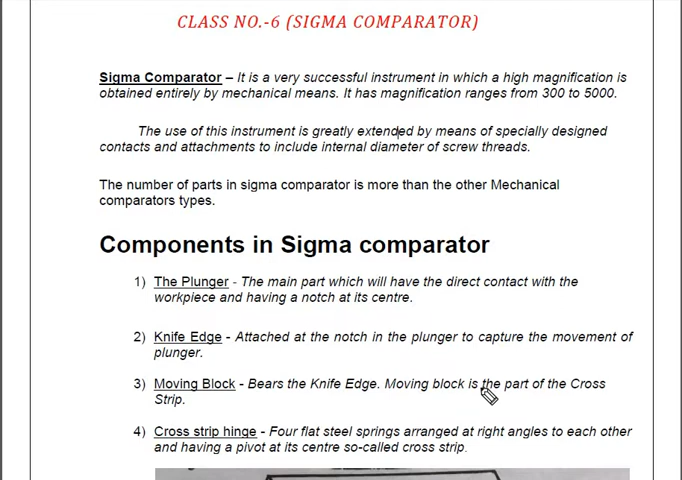 CLASS NO.-6 (SIGMA COMPARATOR)
Sigma Comparator – It is a very successful instrument in which a high magnification is
obtained entirely by mechanical means. It has magnification ranges from 300 to 5000.
The use of this instrument is greatly extended by means of specially designed
contacts and attachments to include internal diameter of screw threads.
The number of parts in sigma comparator is more than the other Mechanical
comparators types.
Components in Sigma comparator
1) The Plunger - The main part which will have the direct contact with the
workpiece and having a notch at its centre.
2) Knife Edge - Attached at the notch in the plunger to capture the movement of
plunger.
3) Moving Block - Bears the Knife Edge. Moving block is the part of the Cross
Strip.
4) Cross strip hinge - Four flat steel springs arranged at right angles to each other
and having a pivot at its centre so-called cross strip.